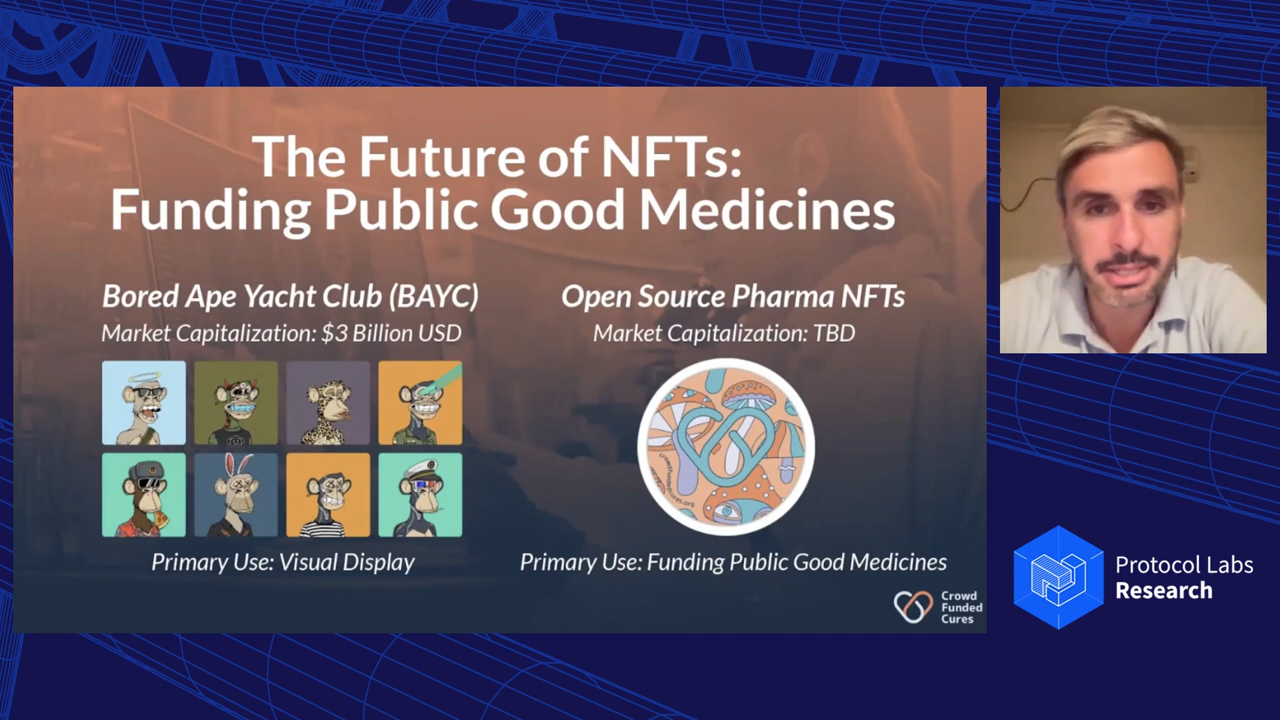 The Future of NFTs:
Funding Public Good Medicines
Bored Ape Yacht Club (BAYC)
Market Capitalization: $3 Billion USD
Primary Use: Visual Display
Open Source Pharma NFTs
Market Capitalization: TBD
crowdfundedcures.org
Primary Use: Funding Public Good Medicines
Crowd
Funded
Cures
Protocol Labs
Research